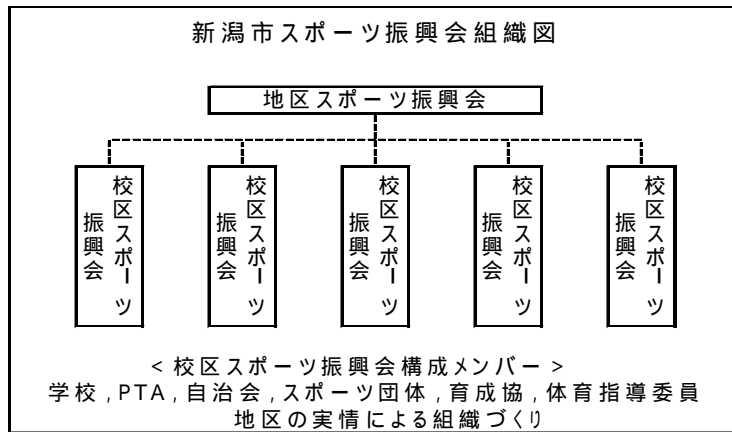 新潟市スポーツ振興会組織図
地区スポーツ振興会
校区スポーツ
振興会
校区スポーツ
振興会
校区スポーツ
振興会
校区スポーツ
振興会
校区スポーツ
振興会
<校区スポーツ振興会構成メンバー>
学校,PTA,自治会,スポーツ団体,育成協,体育指導委員
地区の実情による組織づくり